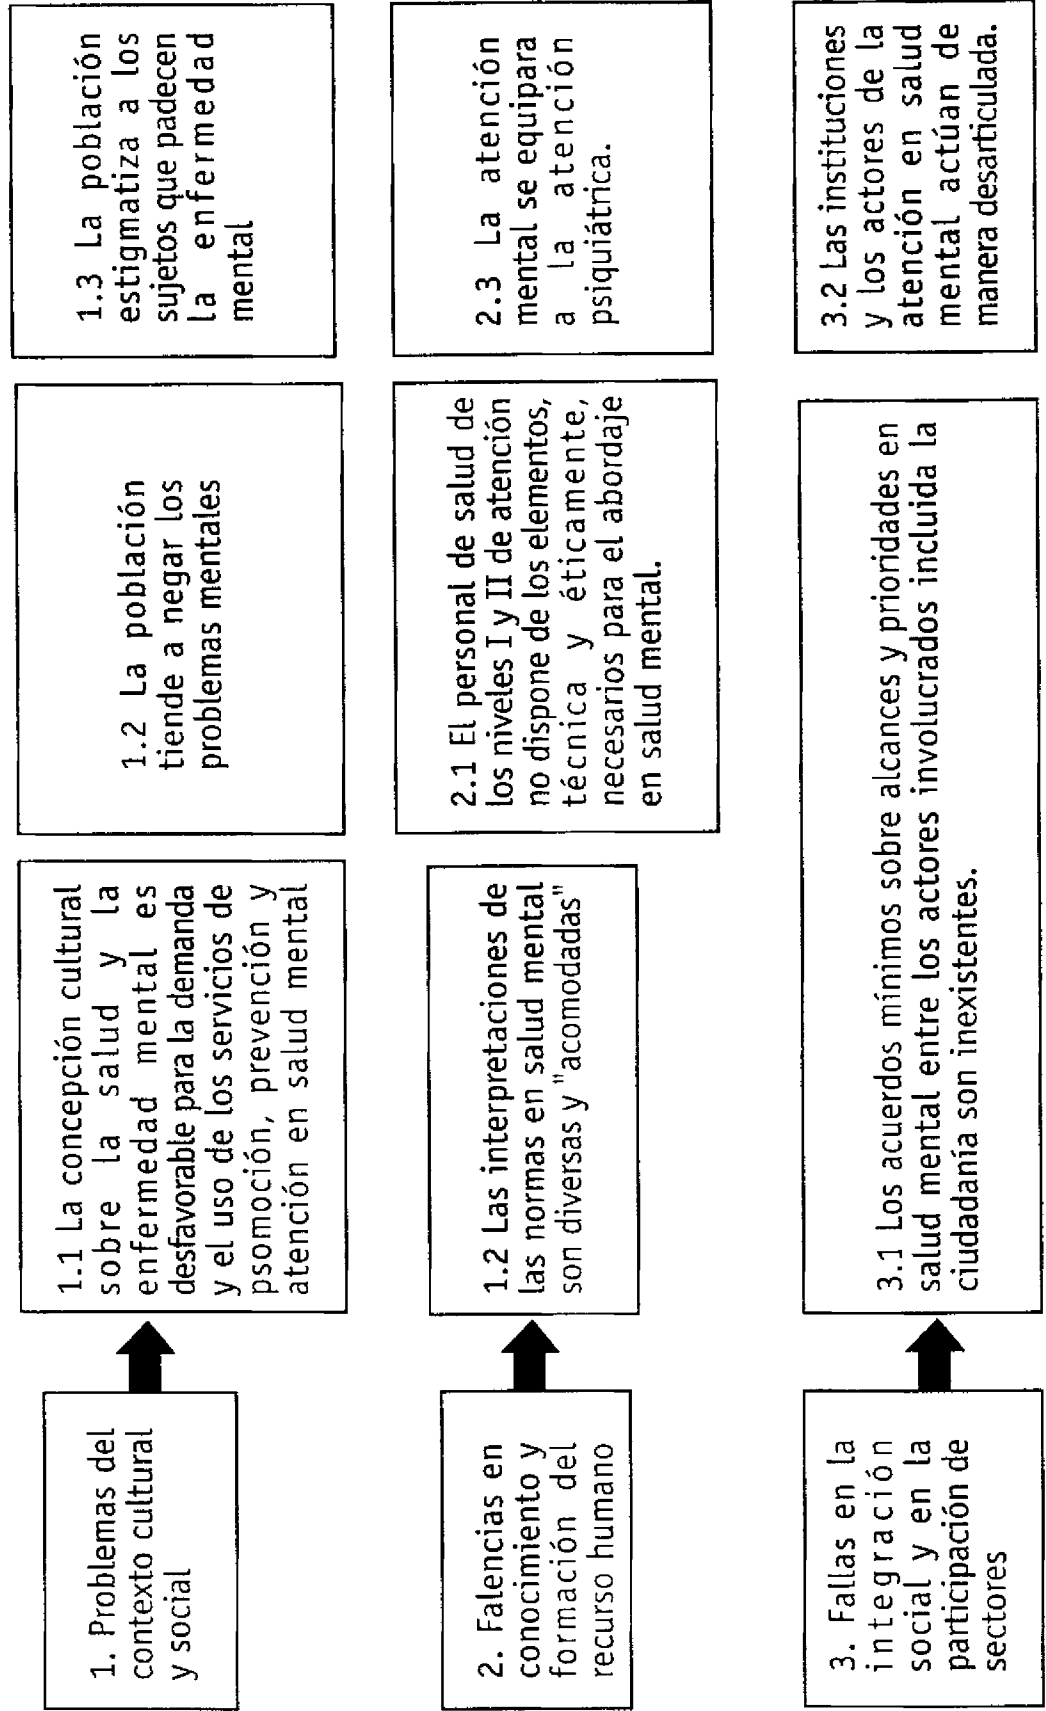 1. Problemas del
contexto cultural
y social
1.1 La concepción cultural
sobre la salud y la
enfermedad mental es
desfavorable para la demanda
y el uso de los servicios de
psomoción, prevención y
atención en salud mental
1.2 La población
tiende a negar los
problemas mentales
1.3 La población
estigmatiza a los
sujetos que padecen
la enfermedad
mental
2. Falencias en
conocimiento y
formación del
recurso humano
1.2 Las interpretaciones de
las normas en salud mental
son diversas y "acomodadas"
2.1 El personal de salud de
los niveles I y II de atención
no dispone de los elementos,
técnica y éticamente,
necesarios para el abordaje
en salud mental.
2.3 La atención
mental se equipara
a la atención
psiquiátrica.
3. Fallas en la
integración
social y en la
participación de
sectores
3.1 Los acuerdos mínimos sobre alcances y prioridades en
salud mental entre los actores involucrados incluida la
ciudadanía son inexistentes.
3.2 Las instituciones
y los actores de la
atención en salud
mental actúan de
manera desarticulada.